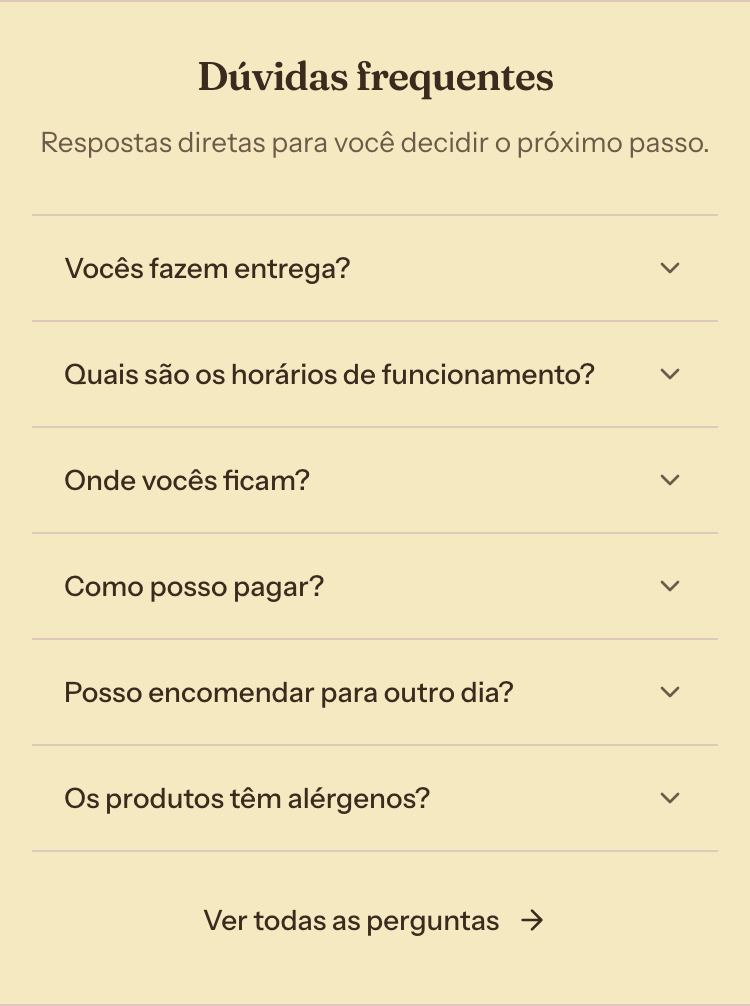 Dúvidas frequentes
Respostas diretas para você decidir o próximo passo.
Vocês fazem entrega?
Quais são os horários de funcionamento?
Onde vocês ficam?
Como posso pagar?
Posso encomendar para outro dia?
Os produtos têm alérgenos?
Ver todas as perguntas →